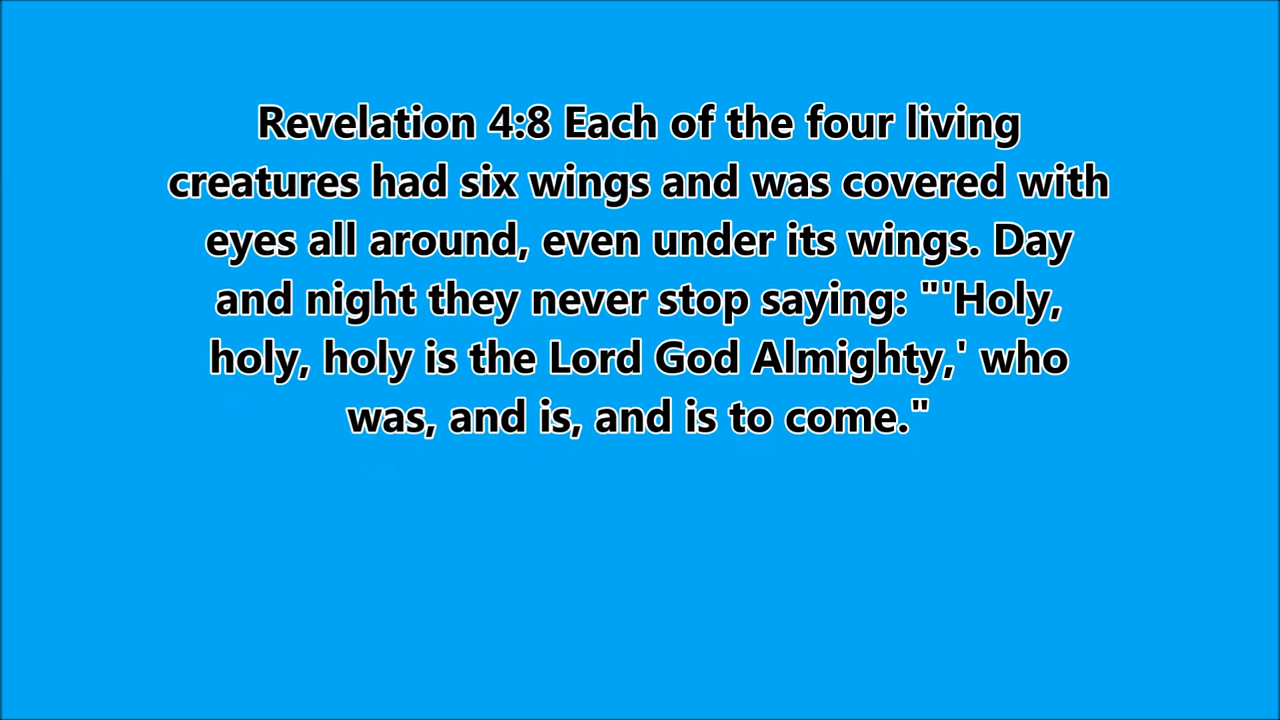 Revelation 4:8 Each of the four living
creatures had six wings and was covered with
eyes all around, even under its wings. Day
and night they never stop saying: "'Holy,
holy, holy is the Lord God Almighty,' who
was, and is, and is to come."